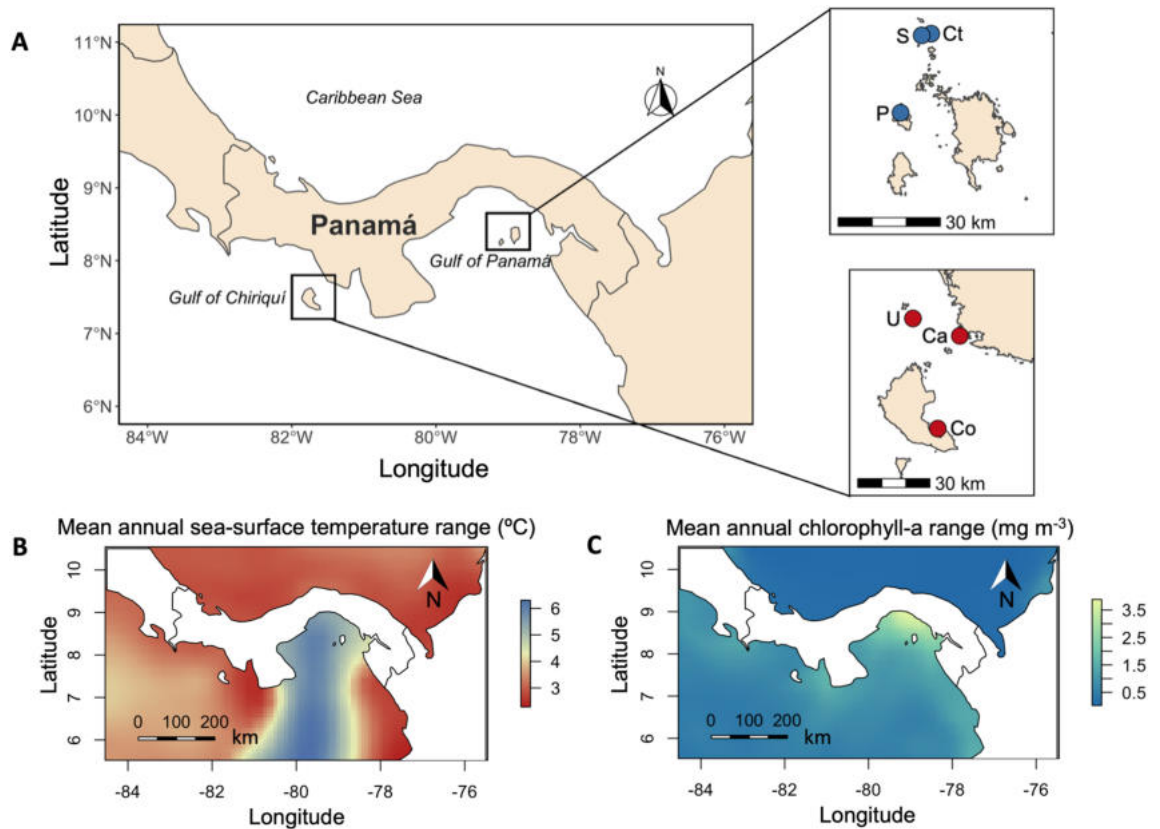 A
11°N
10°N
9°N
8°N
7°N
6°N
Latitude
84°W
82°W
80°W
78°W
76°W
Longitude
Caribbean Sea
N
Panamá
Gulf of Panamá
Gulf of Chiriquí
S
Ct
P
30 km
U
Ca
Co
30 km
B
Mean annual sea-surface temperature range (ºC)
10
9
8
7
6
Latitude
N
0 100 200
km
-84
-82
-80
-78
-76
Longitude
6
5
4
3
C
Mean annual chlorophyll-a range (mg m-3)
10
9
8
7
6
Latitude
N
0 100 200
km
-84
-82
-80
-78
-76
Longitude
3.5
2.5
1.5
0.5